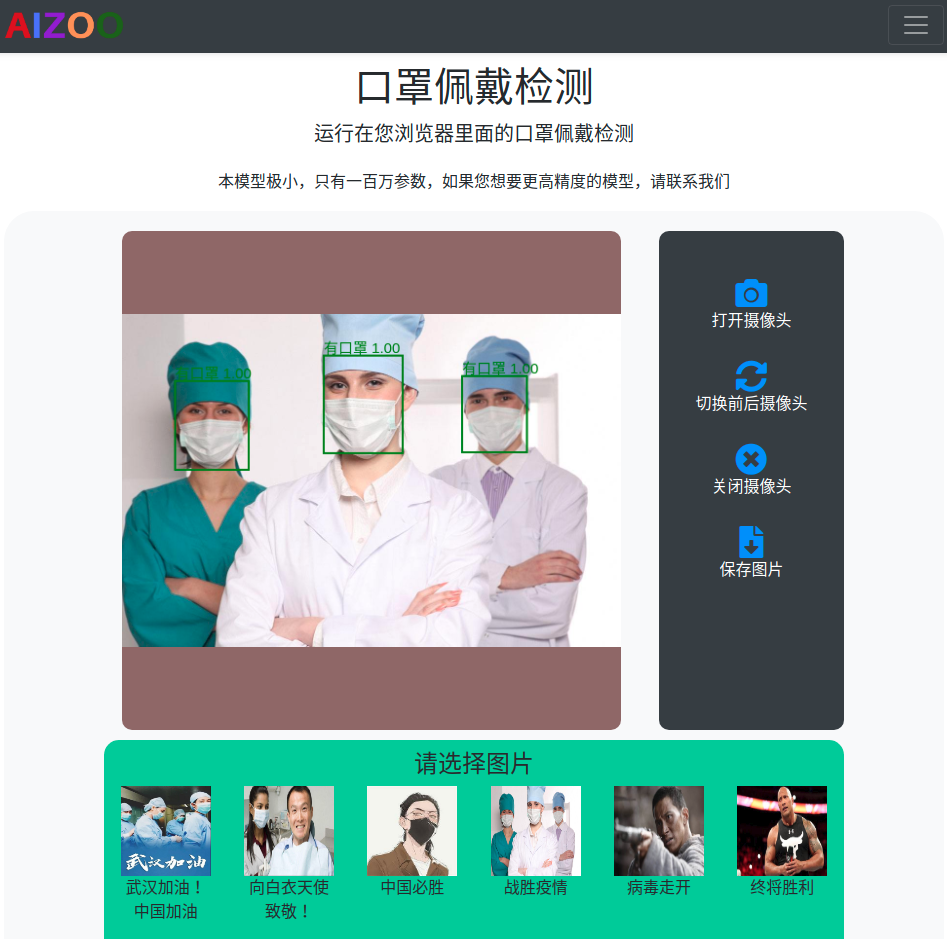 AIZOO
口罩佩戴检测
运行在您浏览器里面的口罩佩戴检测
本模型极小，只有一百万参数，如果您想要更高精度的模型，请联系我们
有口罩 1.00
有口罩 1.00
有口罩 1.00
打开摄像头
切换前后摄像头
关闭摄像头
保存图片
请选择图片
武汉加油
武汉加油！
中国加油
向白衣天使
致敬！
中国必胜
战胜疫情
病毒走开
终将胜利